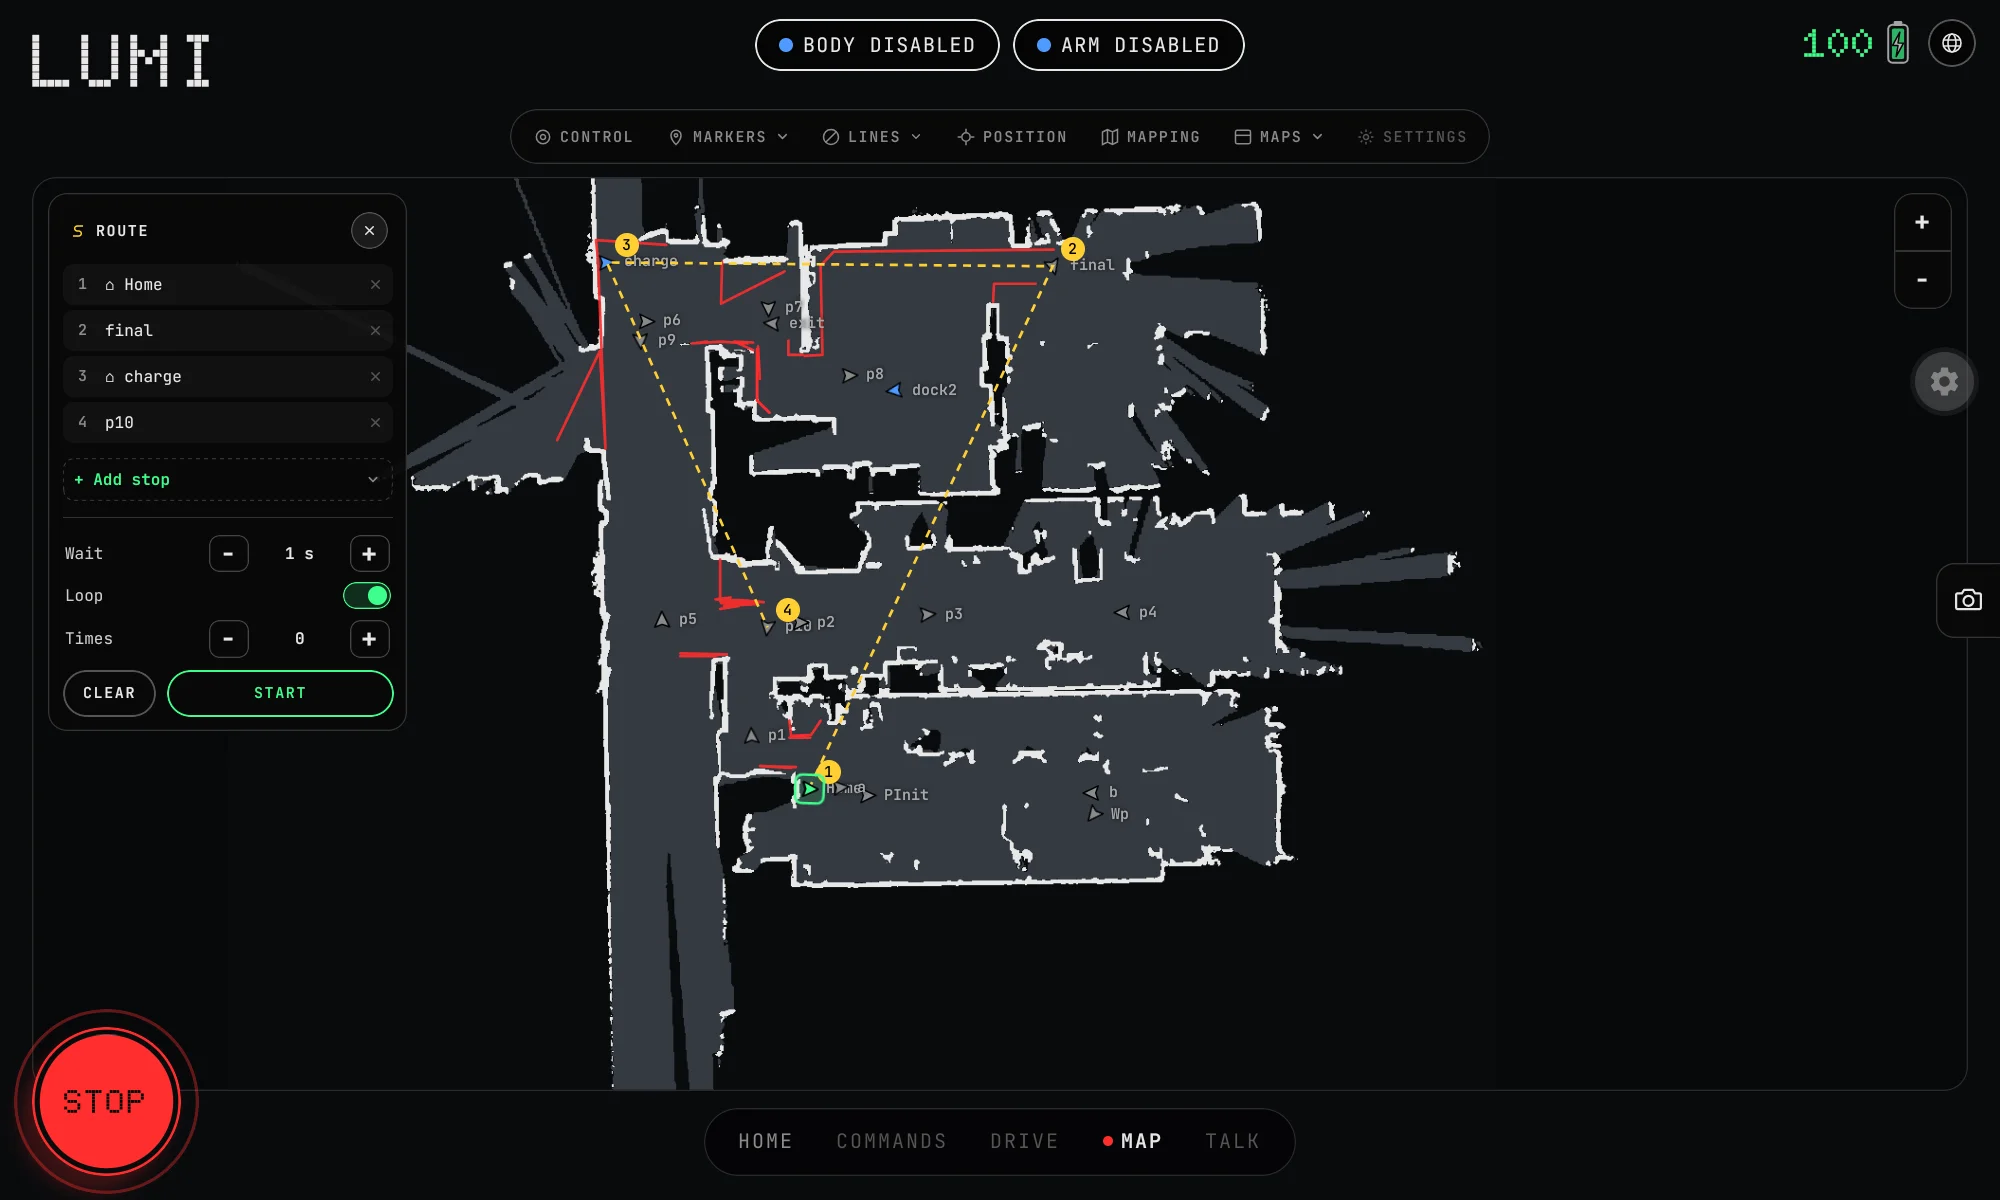 LUMI
BODY DISABLED
ARM DISABLED
100
CONTROL
MARKERS
LINES
POSITION
MAPPING
MAPS
SETTINGS
ROUTE
1 Home
2 final
3 charge
4 p10
+ Add stop
Wait - 1 s +
Loop
Times - 0 +
CLEAR
START
3
charge
2
final
p7
p6
exit
p9
p8
dock2
4
p5
p10
p2
p3
p4
p1
1
Home
a
PInit
b
Wp
+
-
STOP
HOME
COMMANDS
DRIVE
MAP
TALK